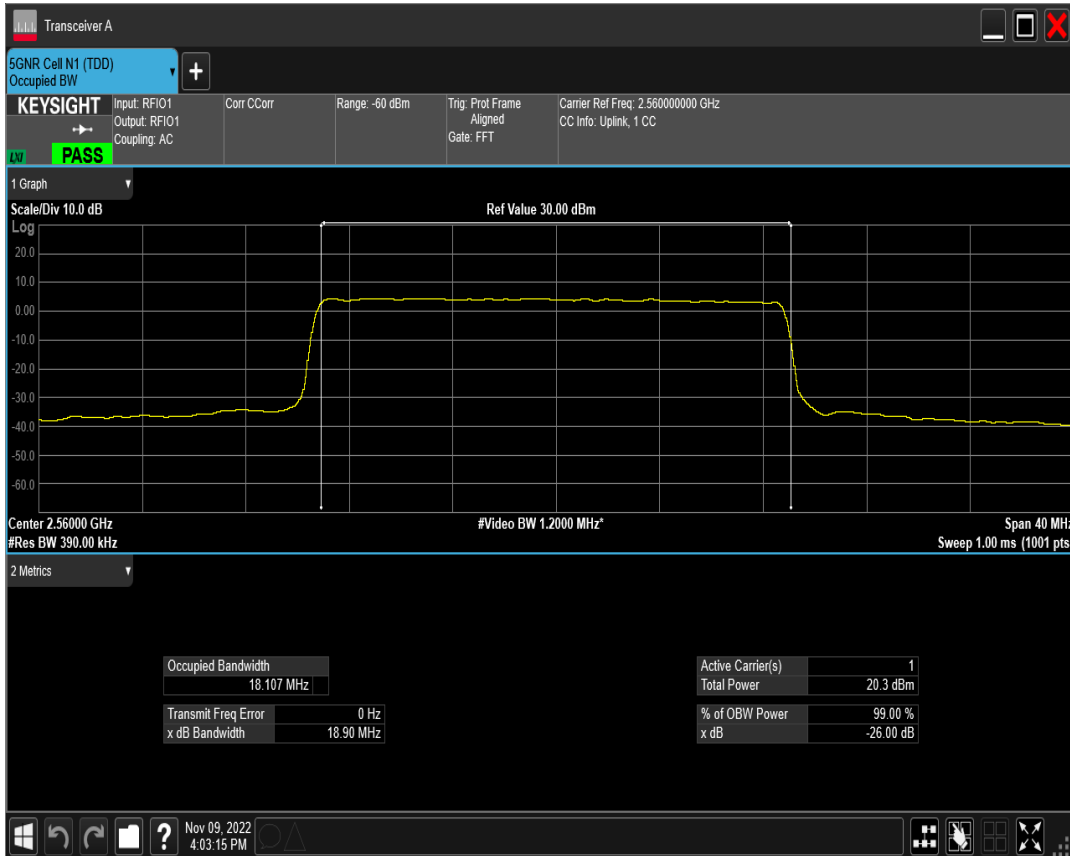 Transceiver A
5GNR Cell N1 (TDD)
Occupied BW
+
KEYSIGHT
LXI
PASS
Input: RFIO1
Output: RFIO1
Coupling: AC
Corr CCorr
Range: -60 dBm
Trig: Prot Frame
Aligned
Gate: FFT
Carrier Ref Freq: 2.560000000 GHz
CC Info: Uplink, 1 CC
1 Graph
Scale/Div 10.0 dB
Ref Value 30.00 dBm
Log
20.0
10.0
0.00
-10.0
-20.0
-30.0
-40.0
-50.0
-60.0
Center 2.56000 GHz
#Video BW 1.2000 MHz*
Span 40 MHz
#Res BW 390.00 kHz
Sweep 1.00 ms (1001 pts
2 Metrics
Occupied Bandwidth
18.107 MHz
Transmit Freq Error 0 Hz
x dB Bandwidth 18.90 MHz
Active Carrier(s) 1
Total Power 20.3 dBm
% of OBW Power 99.00 %
x dB -26.00 dB
?
Nov 09, 2022
4:03:15 PM